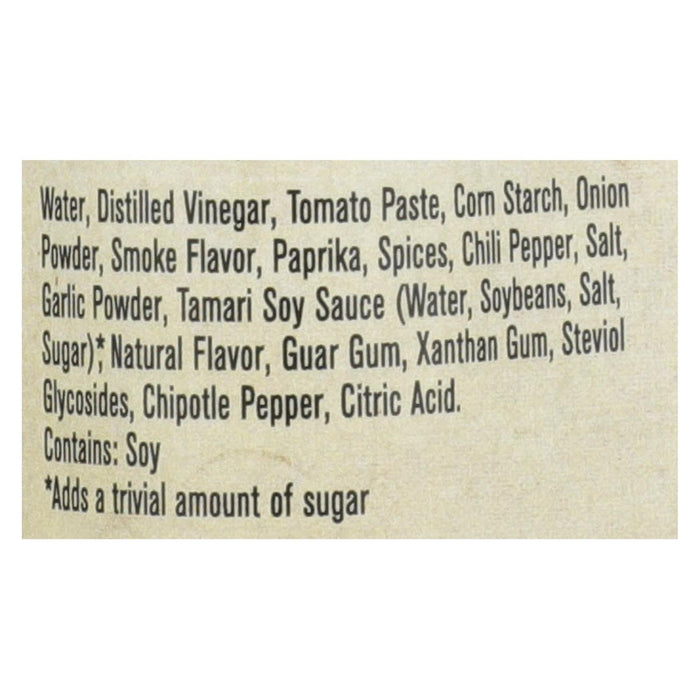 Water, Distilled Vinegar, Tomato Paste, Corn Starch, Onion
Powder, Smoke Flavor, Paprika, Spices, Chili Pepper, Salt,
Garlic Powder, Tamari Soy Sauce (Water, Soybeans, Salt,
Sugar)*, Natural Flavor, Guar Gum, Xanthan Gum, Steviol
Glycosides, Chipotle Pepper, Citric Acid.
Contains: Soy
*Adds a trivial amount of sugar